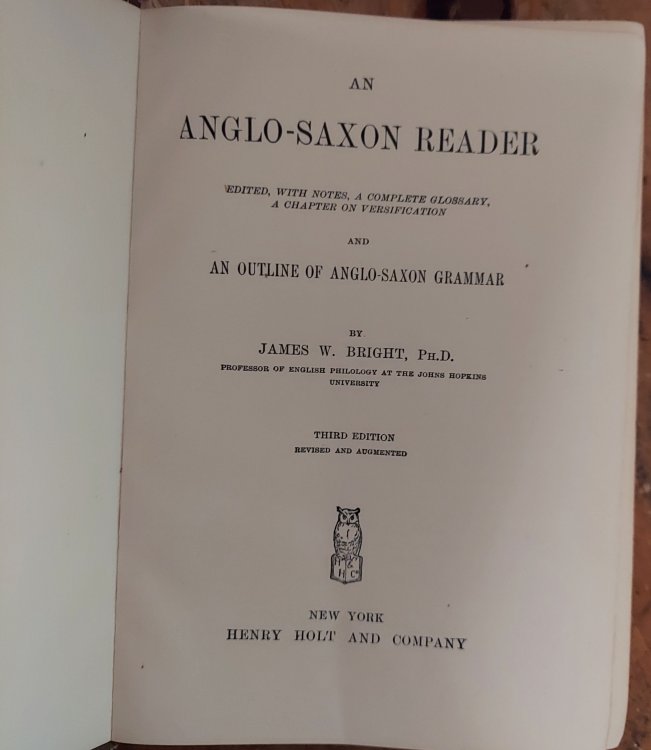 AN
ANGLO-SAXON READER
EDITED, WITH NOTES, A COMPLETE GLOSSARY,
A CHAPTER ON VERSIFICATION
AND
AN OUTLINE OF ANGLO-SAXON GRAMMAR
BY
JAMES W. BRIGHT, PH.D.
PROFESSOR OF ENGLISH PHILOLOGY AT THE JOHNS HOPKINS
UNIVERSITY
THIRD EDITION
REVISED AND AUGMENTED
H &
H Co
NEW YORK
HENRY HOLT AND COMPANY